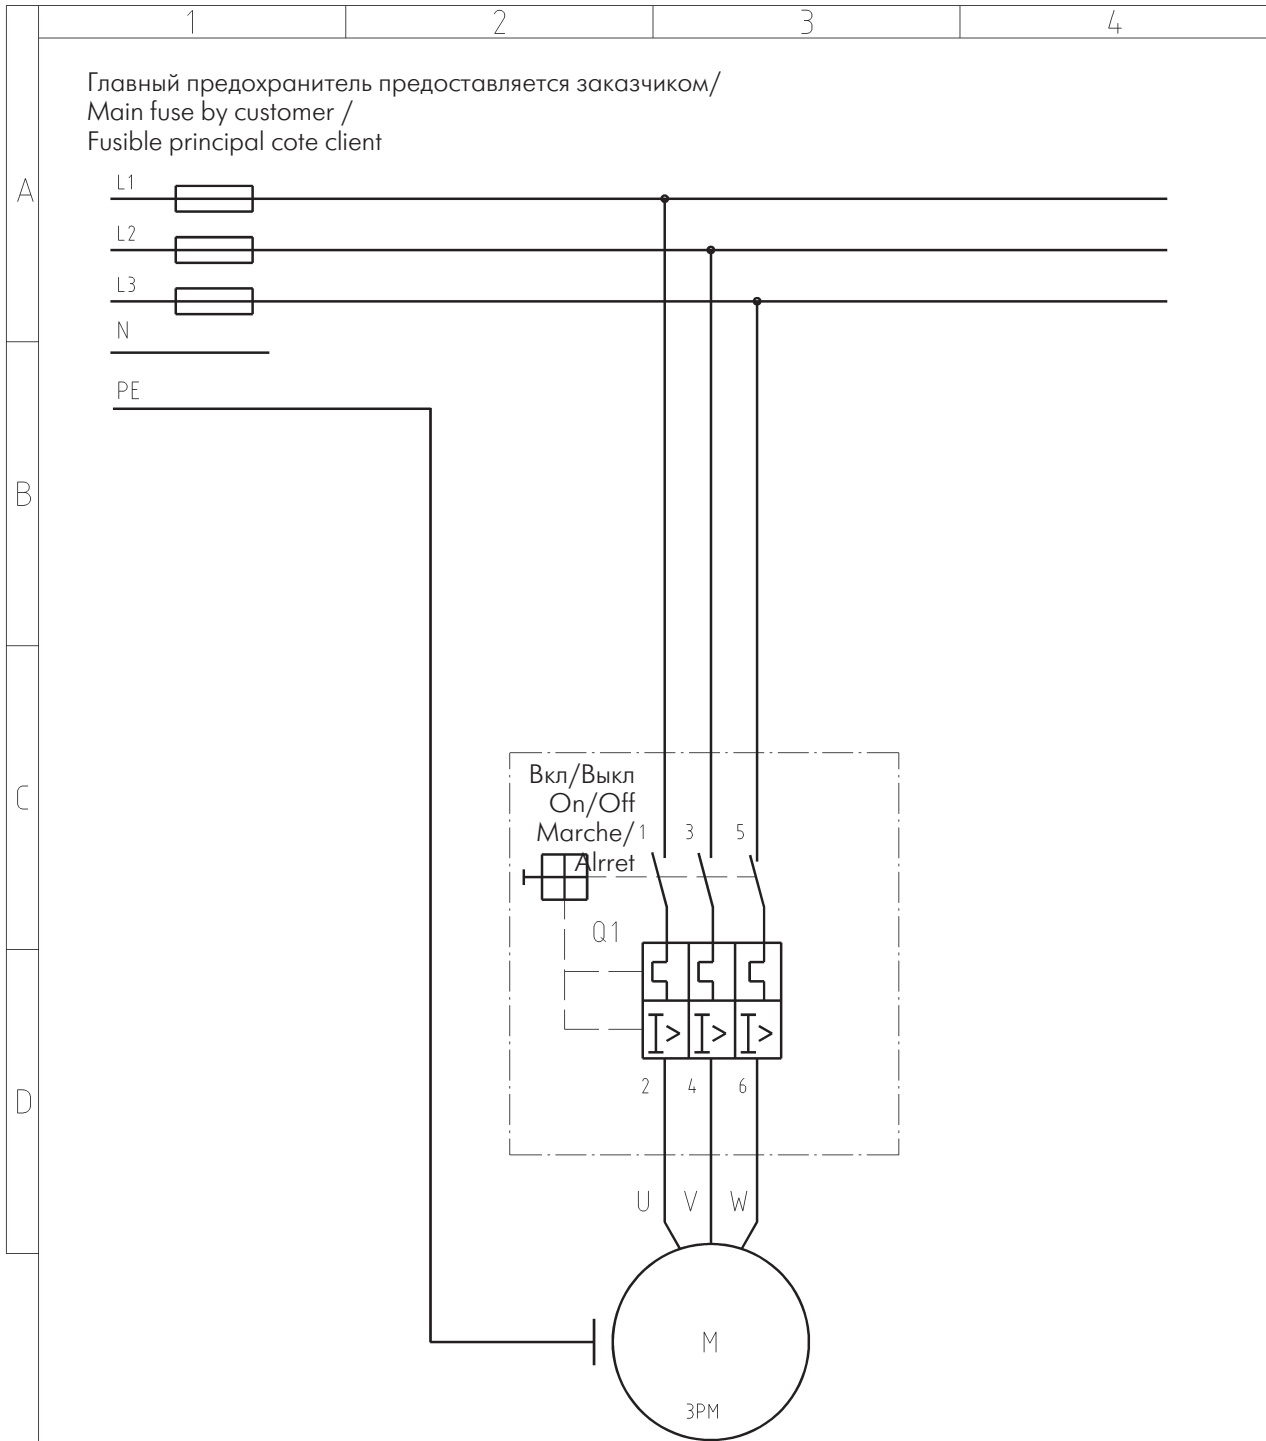 1 2 3 4
Главный предохранитель предоставляется заказчиком/
Main fuse by customer /
Fusible principal cote client
A
L1
L2
L3
N
PE
B
C
Вкл/Выкл
On/Off
Marche/
Alrret
1 3 5
Q1
I> I> I>
2 4 6
D
U V W
M
3PM